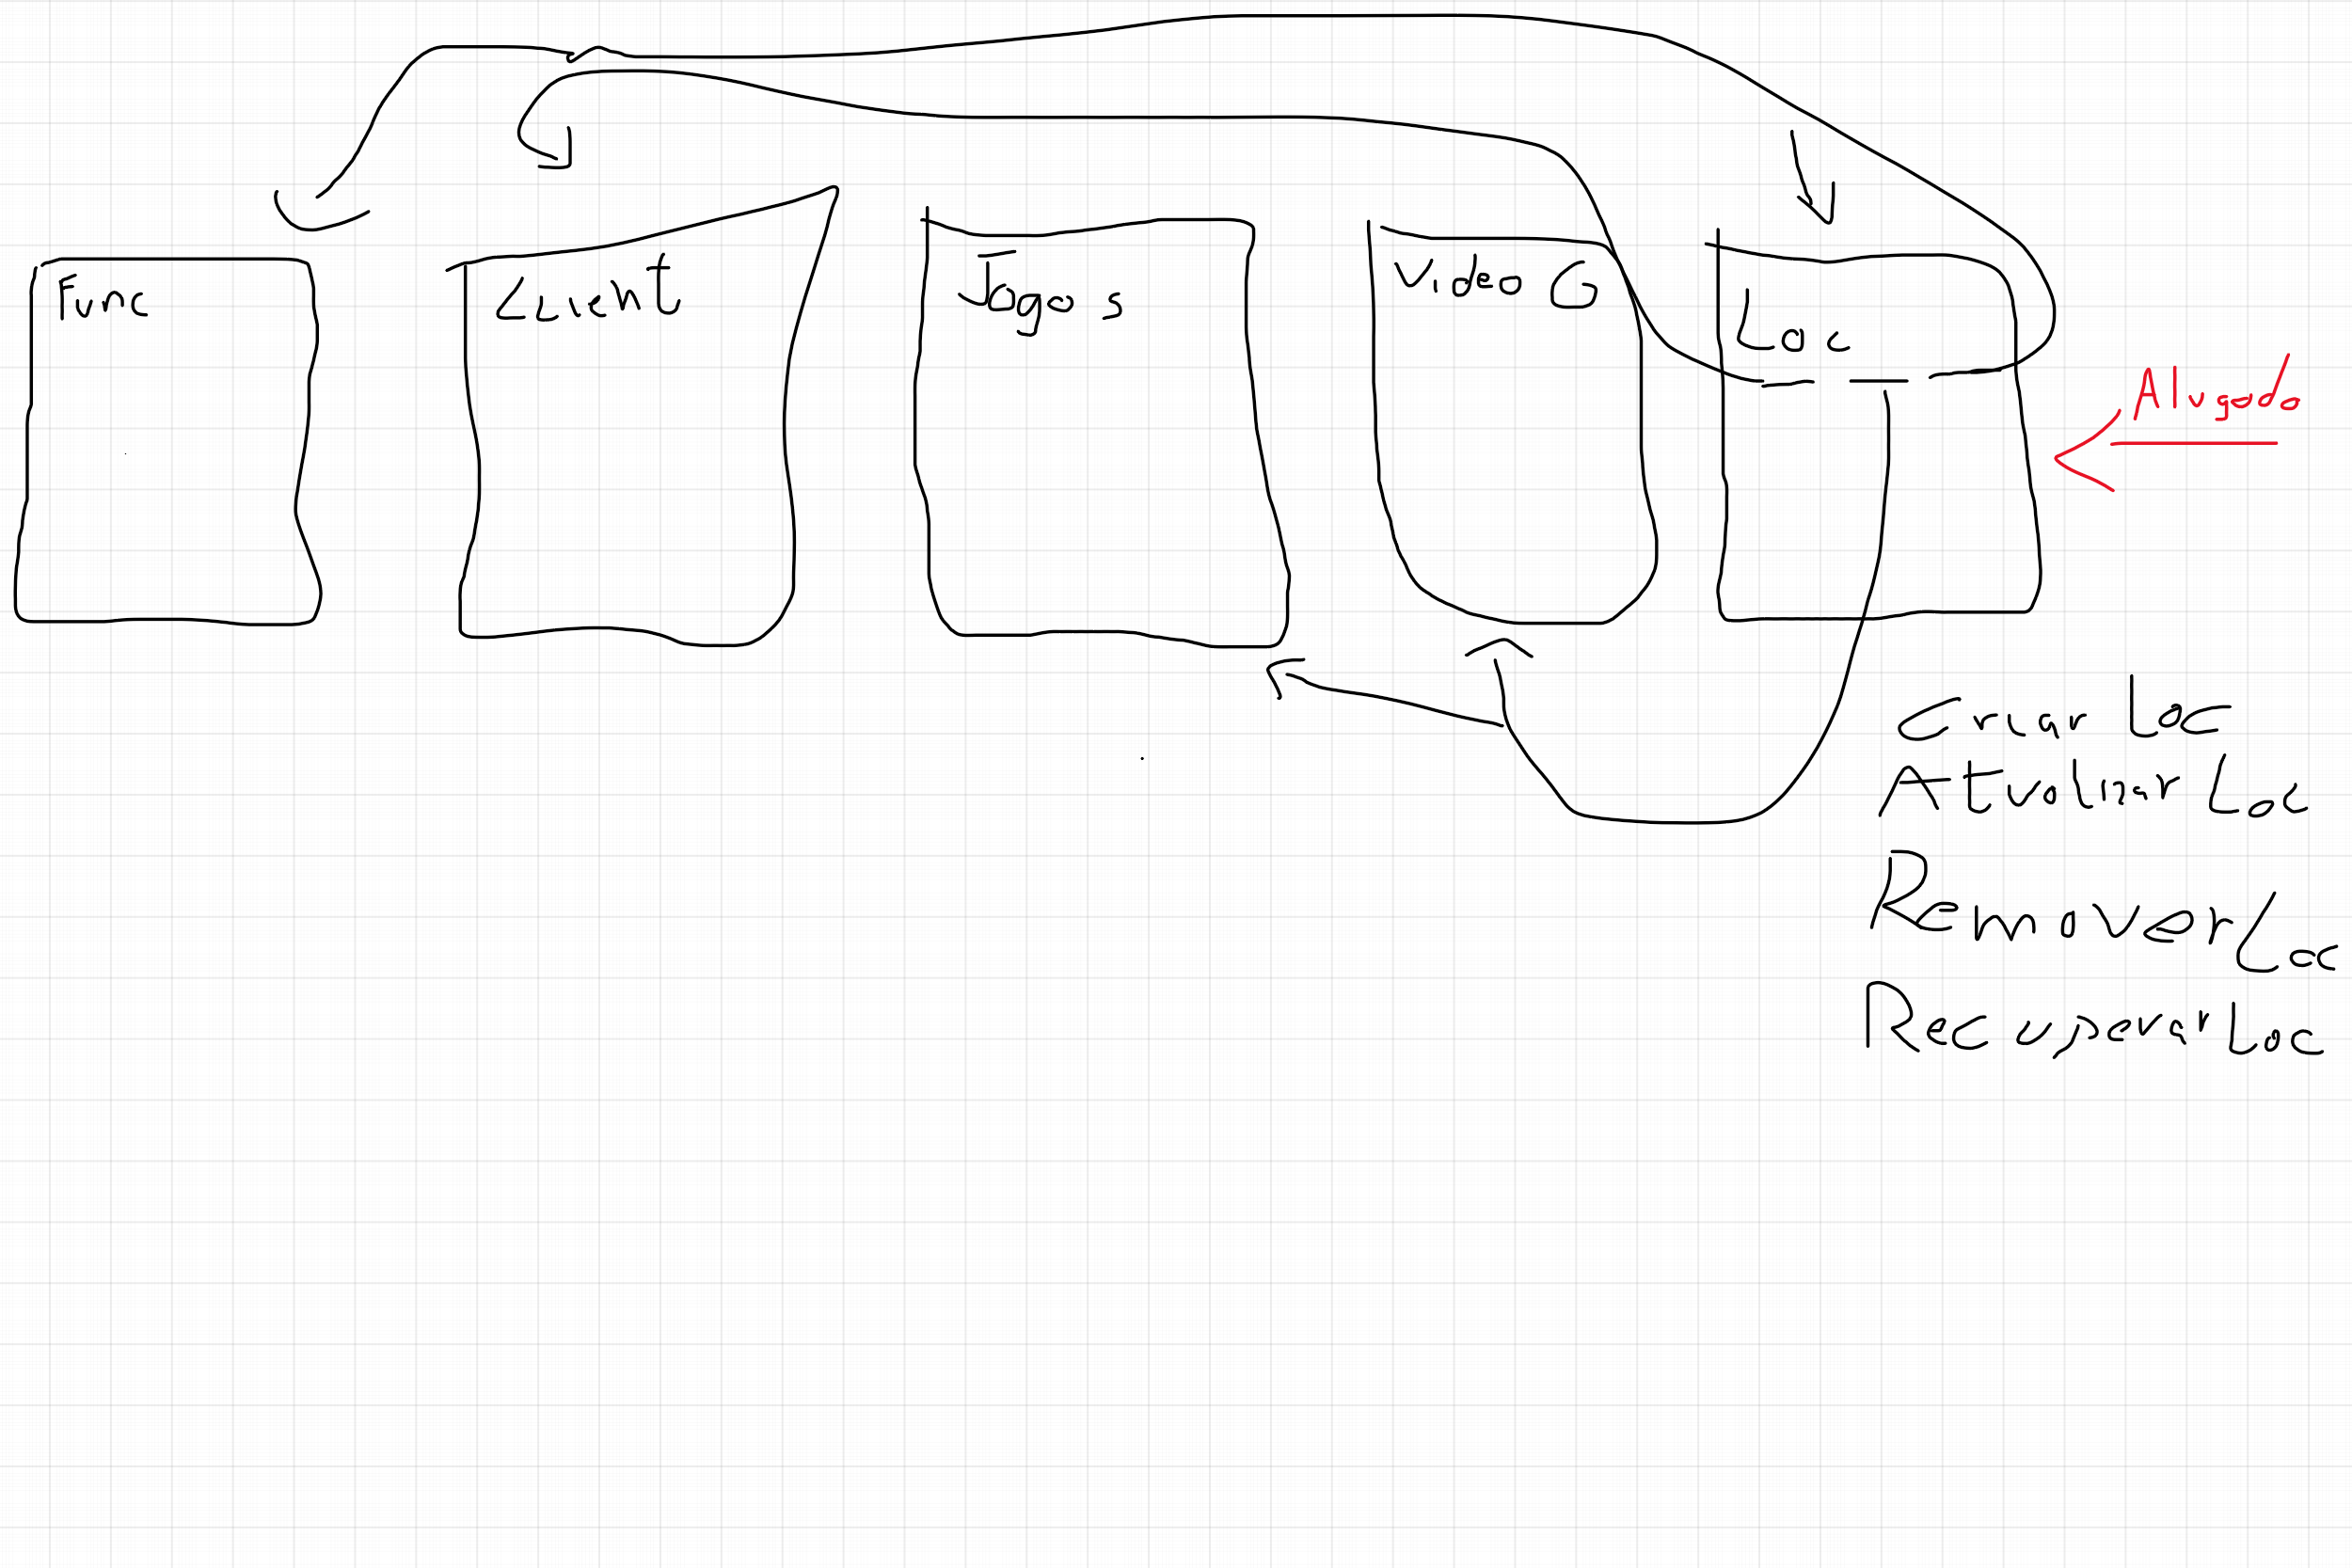 Func
Client
Jogos
Video G
Loc
Alugado
Criar Loc
Atualizar Loc
Remover Loc
Recuperar Loc